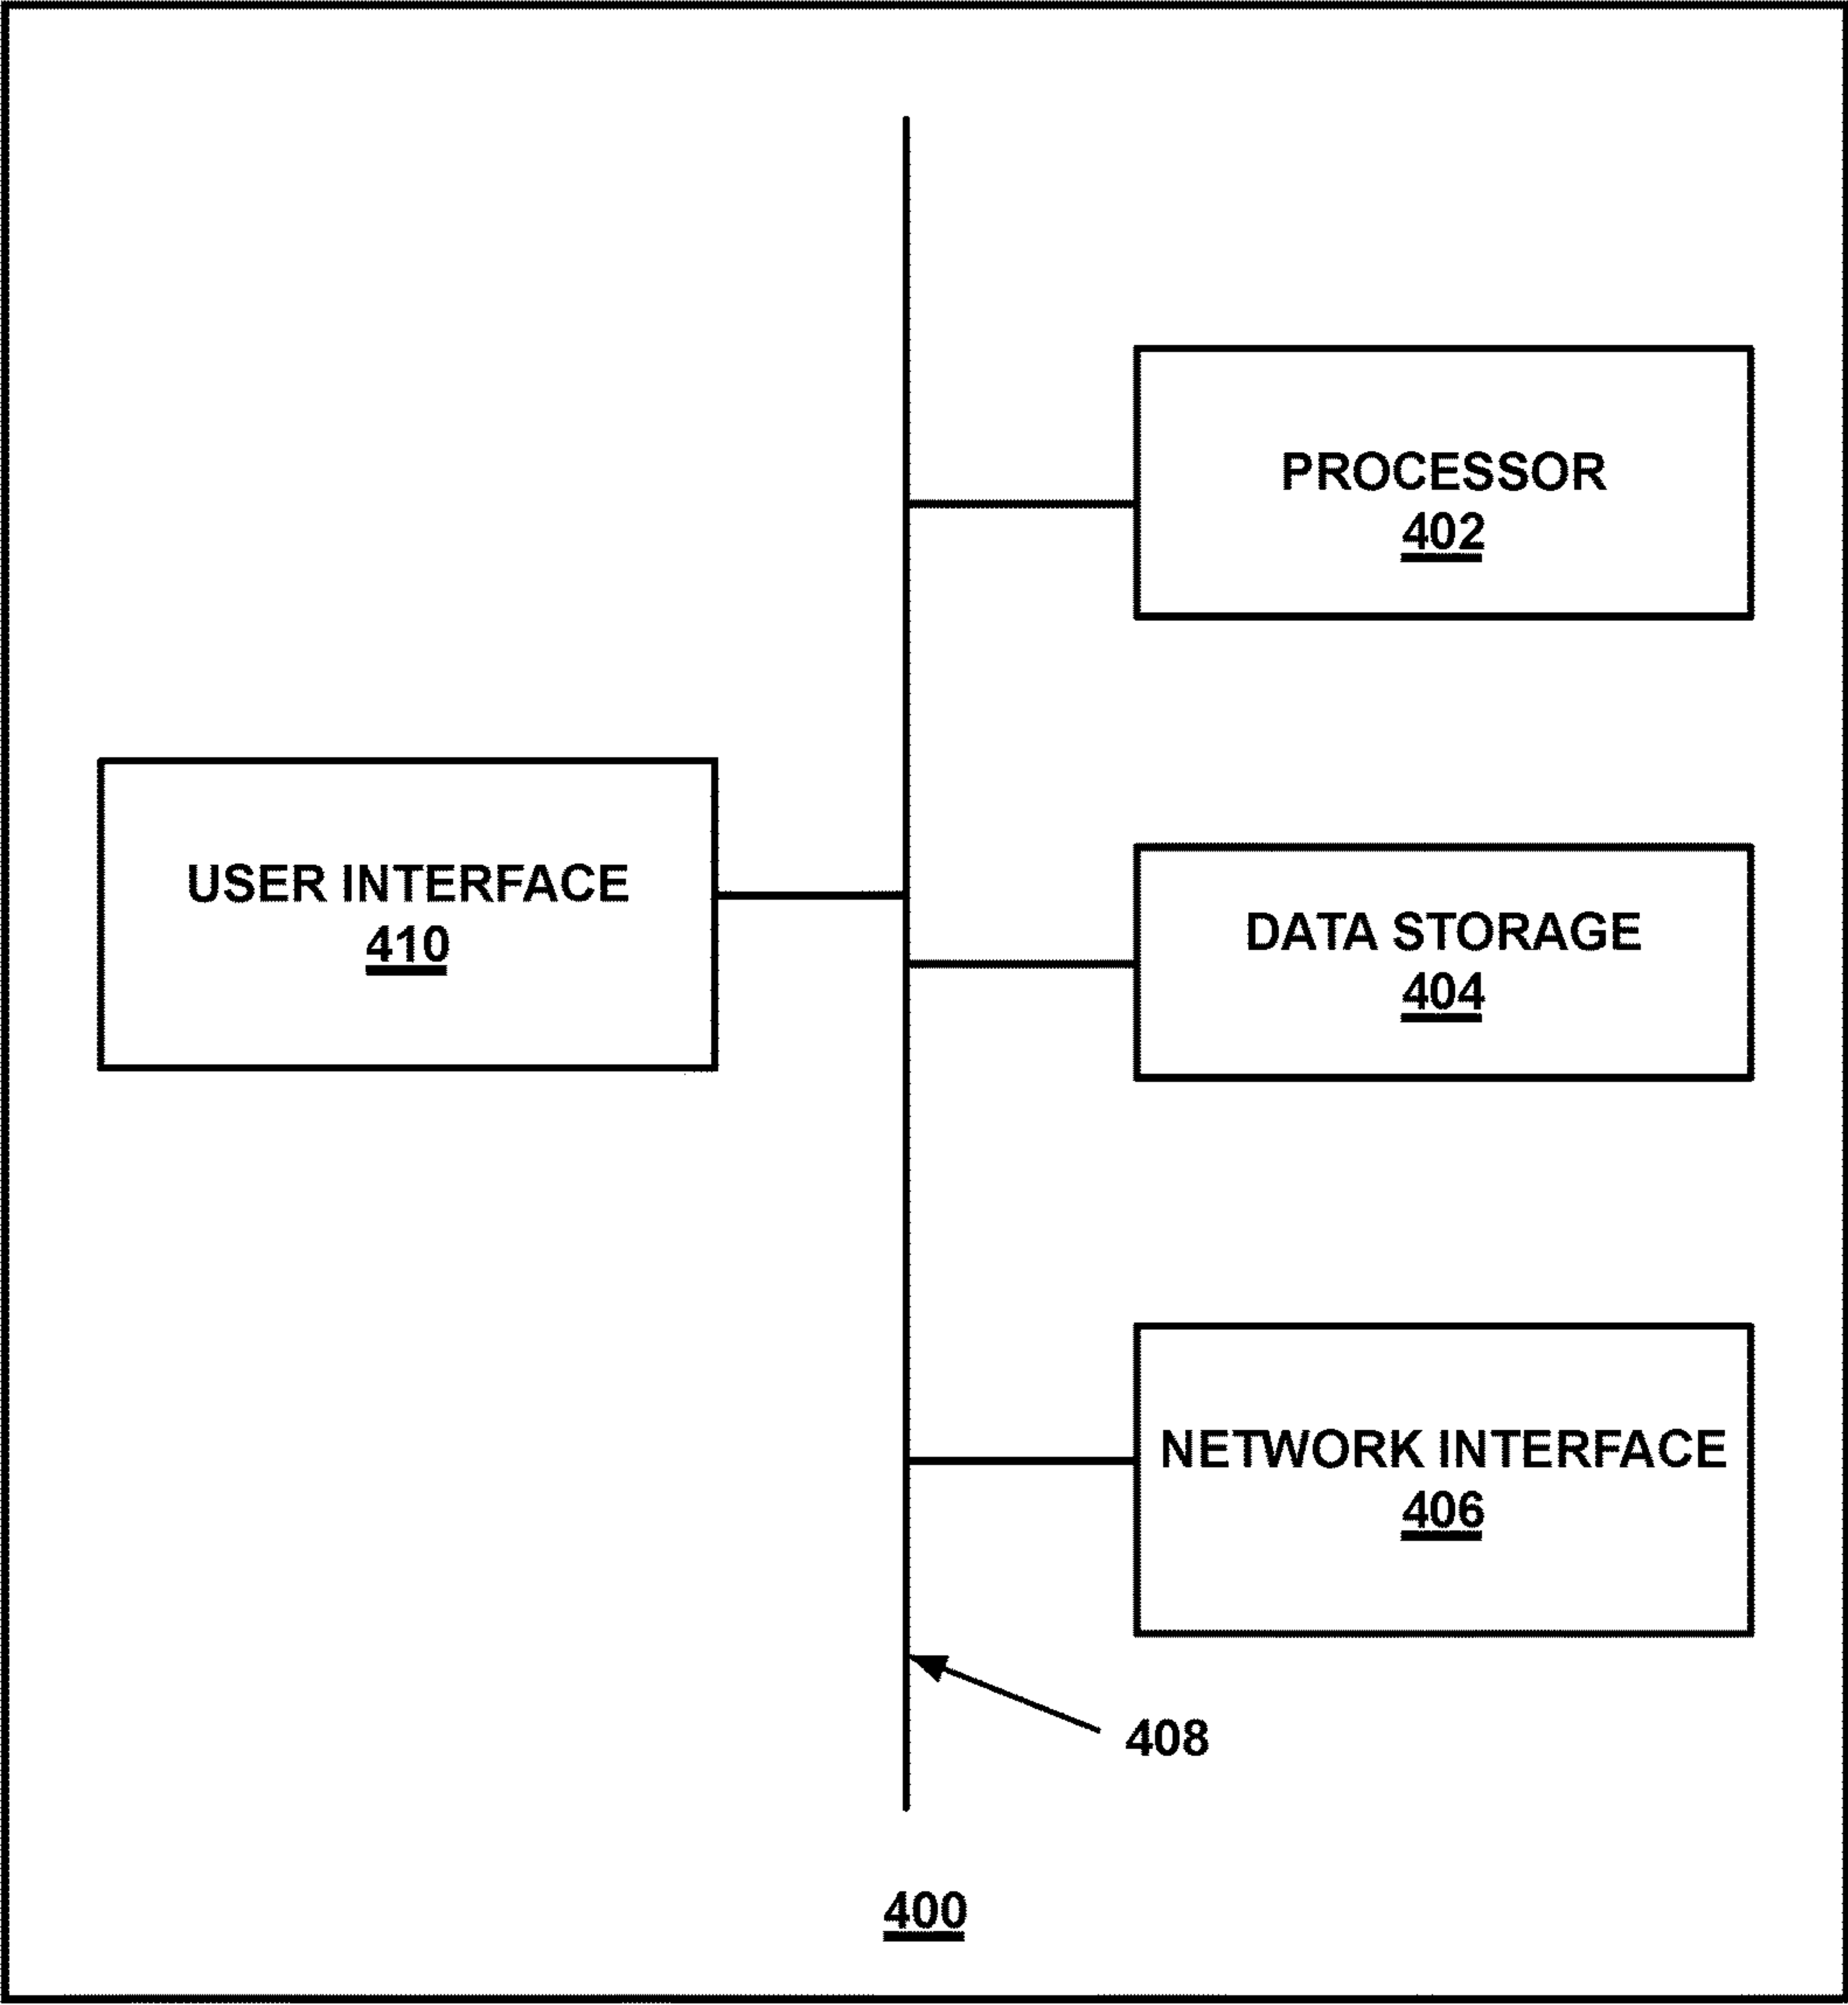 PROCESSOR
402
USER INTERFACE
410
DATA STORAGE
404
NETWORK INTERFACE
406
408
400